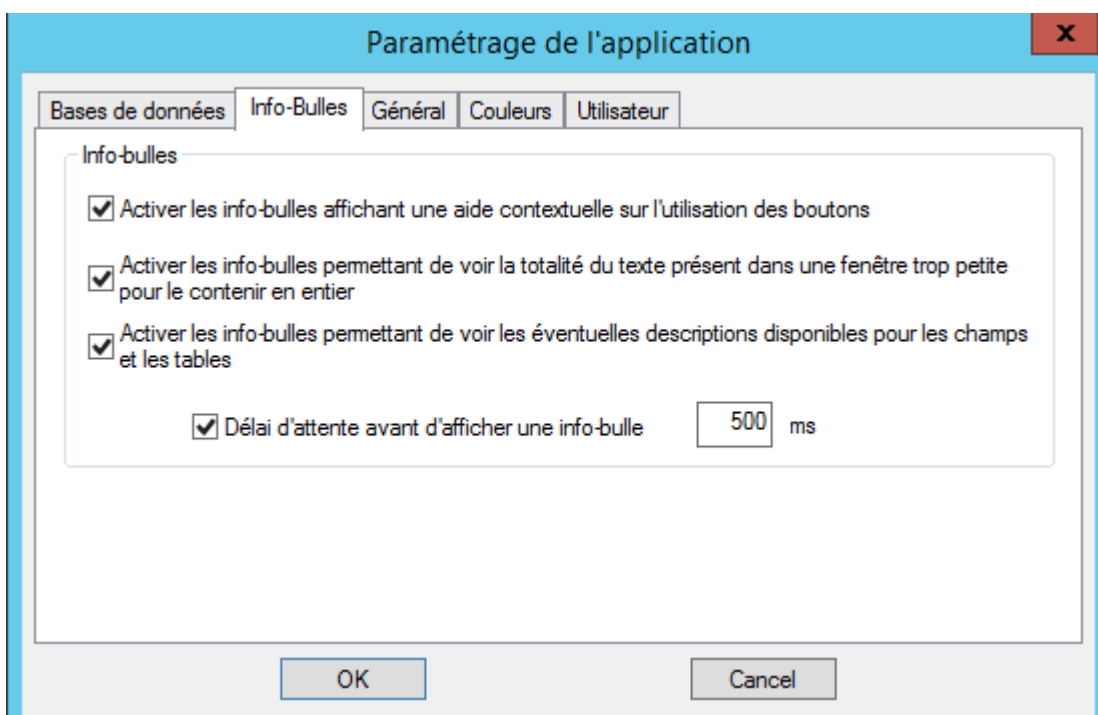 Paramétrage de l'application
x
Bases de données Info-Bulles Général Couleurs Utilisateur
Info-bulles
Activer les info-bulles affichant une aide contextuelle sur l'utilisation des boutons
Activer les info-bulles permettant de voir la totalité du texte présent dans une fenêtre trop petite
pour le contenir en entier
Activer les info-bulles permettant de voir les éventuelles descriptions disponibles pour les champs
et les tables
Délai d'attente avant d'afficher une info-bulle 500 ms
OK Cancel